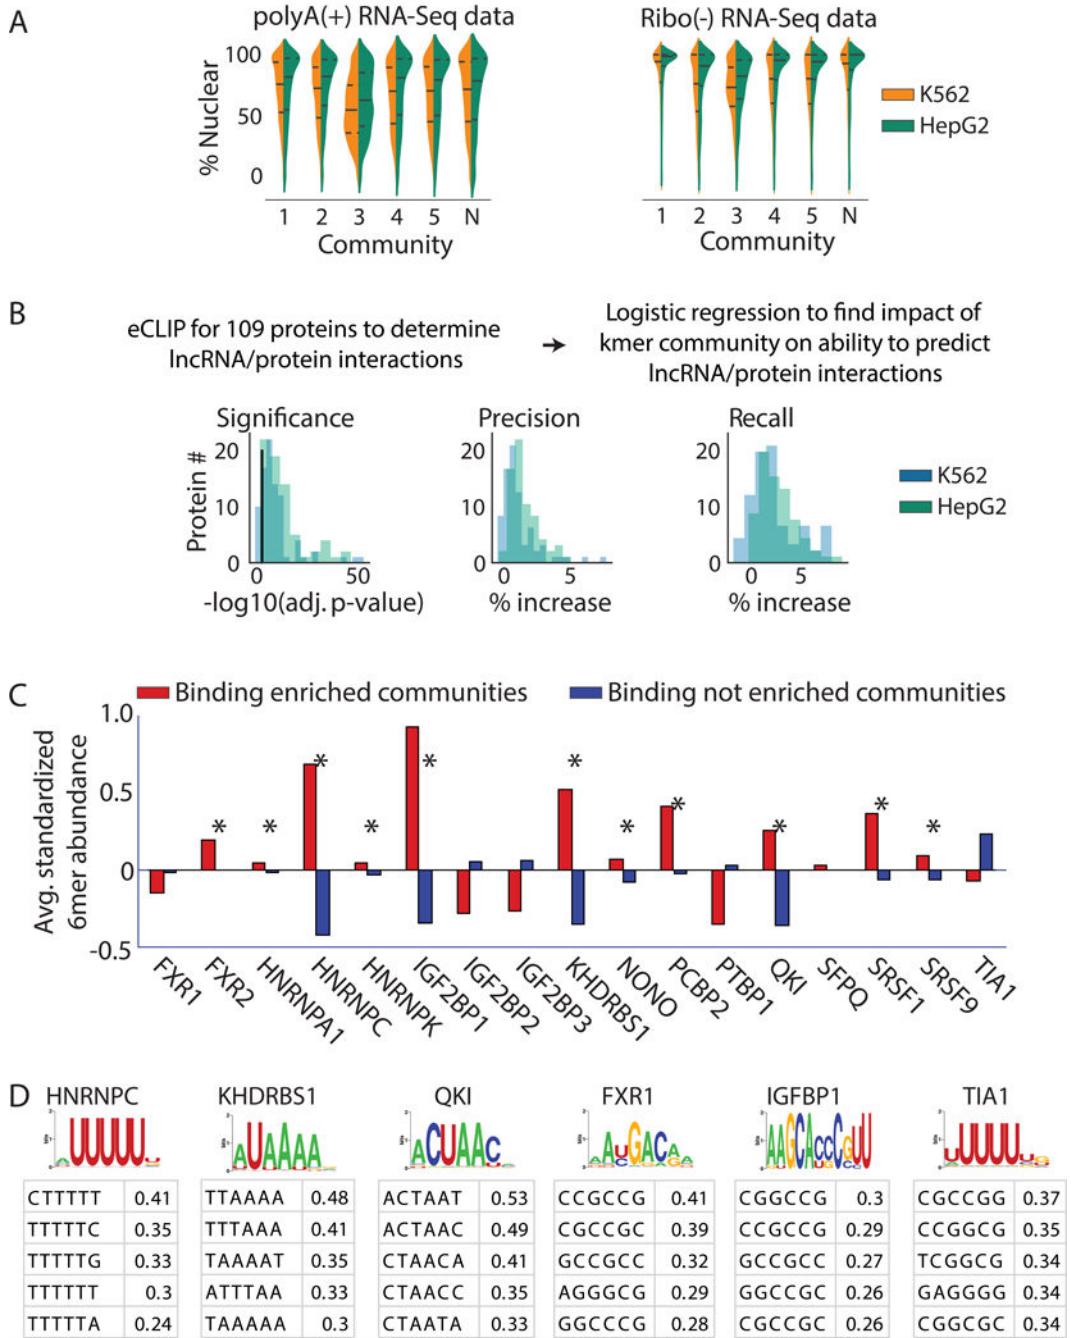 A
polyA(+) RNA-Seq data
Ribo(-) RNA-Seq data
% Nuclear
100
50
0
1 2 3 4 5 N
Community
1 2 3 4 5 N
Community
K562
HepG2
B
eCLIP for 109 proteins to determine
lncRNA/protein interactions
Logistic regression to find impact of
kmer community on ability to predict
lncRNA/protein interactions
Significance
Protein #
20
10
0
0 50
-log10(adj. p-value)
Precision
20
10
0
0 5
% increase
Recall
20
10
0
0 5
% increase
K562
HepG2
C
Binding enriched communities
Binding not enriched communities
Avg. standardized
6mer abundance
1.0
0.5
0
-0.5
* * * * * * * * * * *
FXR1
FXR2
HNRNPA1
HNRNPC
HNRNPK
IGF2BP1
IGF2BP2
IGF2BP3
KHDRBS1
NONO
PCBP2
PTBP1
QKI
SFPQ
SRSF1
SRSF9
TIA1
D
HNRNPC
KHDRBS1
QKI
FXR1
IGFBP1
TIA1
UUUUU
AUAAAA
ACUAAC
AAUGACA
AAGCACCCGUU
UUUUU
CTTTTT 0.41
TTTTTC 0.35
TTTTTG 0.33
TTTTTT 0.3
TTTTTA 0.24
TTAAAA 0.48
TTTAAA 0.41
TAAAAT 0.35
ATTTAA 0.33
TAAAAA 0.3
ACTAAT 0.53
ACTAAC 0.49
CTAACA 0.41
CTAACC 0.35
CTAATA 0.33
CCGCCG 0.41
CCGCGC 0.39
GCCGCC 0.32
AGGGCG 0.29
GGCCCG 0.28
CGGCCG 0.3
CCGCCG 0.29
GCCGCC 0.27
GGCCGC 0.26
CGCCGC 0.26
CGCCGG 0.37
CCGGCG 0.35
TCGGCG 0.34
GAGGGG 0.34
CGGCGC 0.34